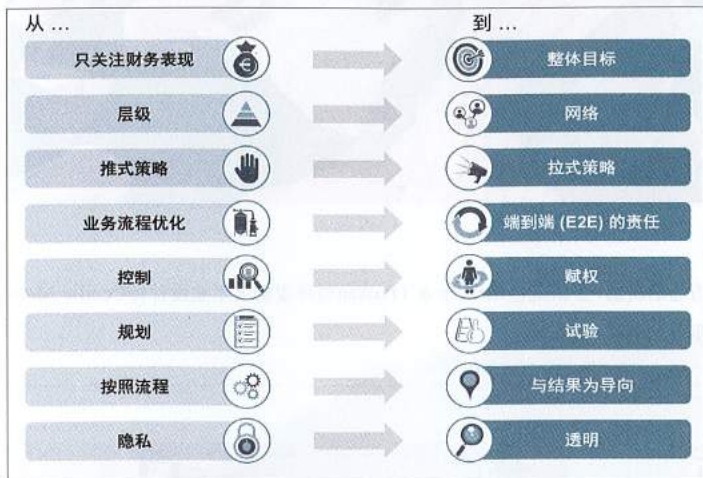 从 ...
到 ...
只关注财务表现
整体目标
层级
网络
推式策略
拉式策略
业务流程优化
端到端 (E2E) 的责任
控制
赋权
规划
试验
按照流程
与结果为导向
隐私
透明